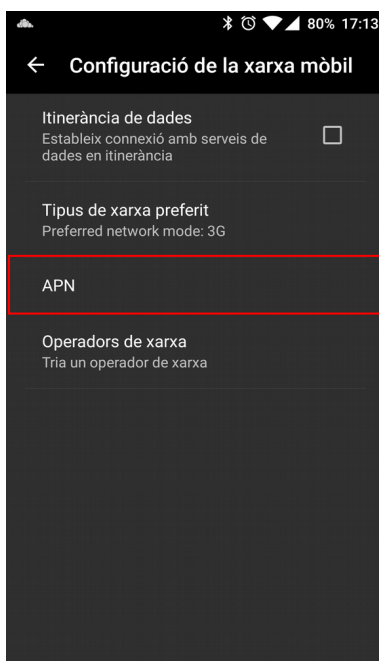 80% 17:13
Configuració de la xarxa mòbil
Itinerància de dades
Estableix connexió amb serveis de
dades en itinerància
Tipus de xarxa preferit
Preferred network mode: 3G
APN
Operadors de xarxa
Tria un operador de xarxa